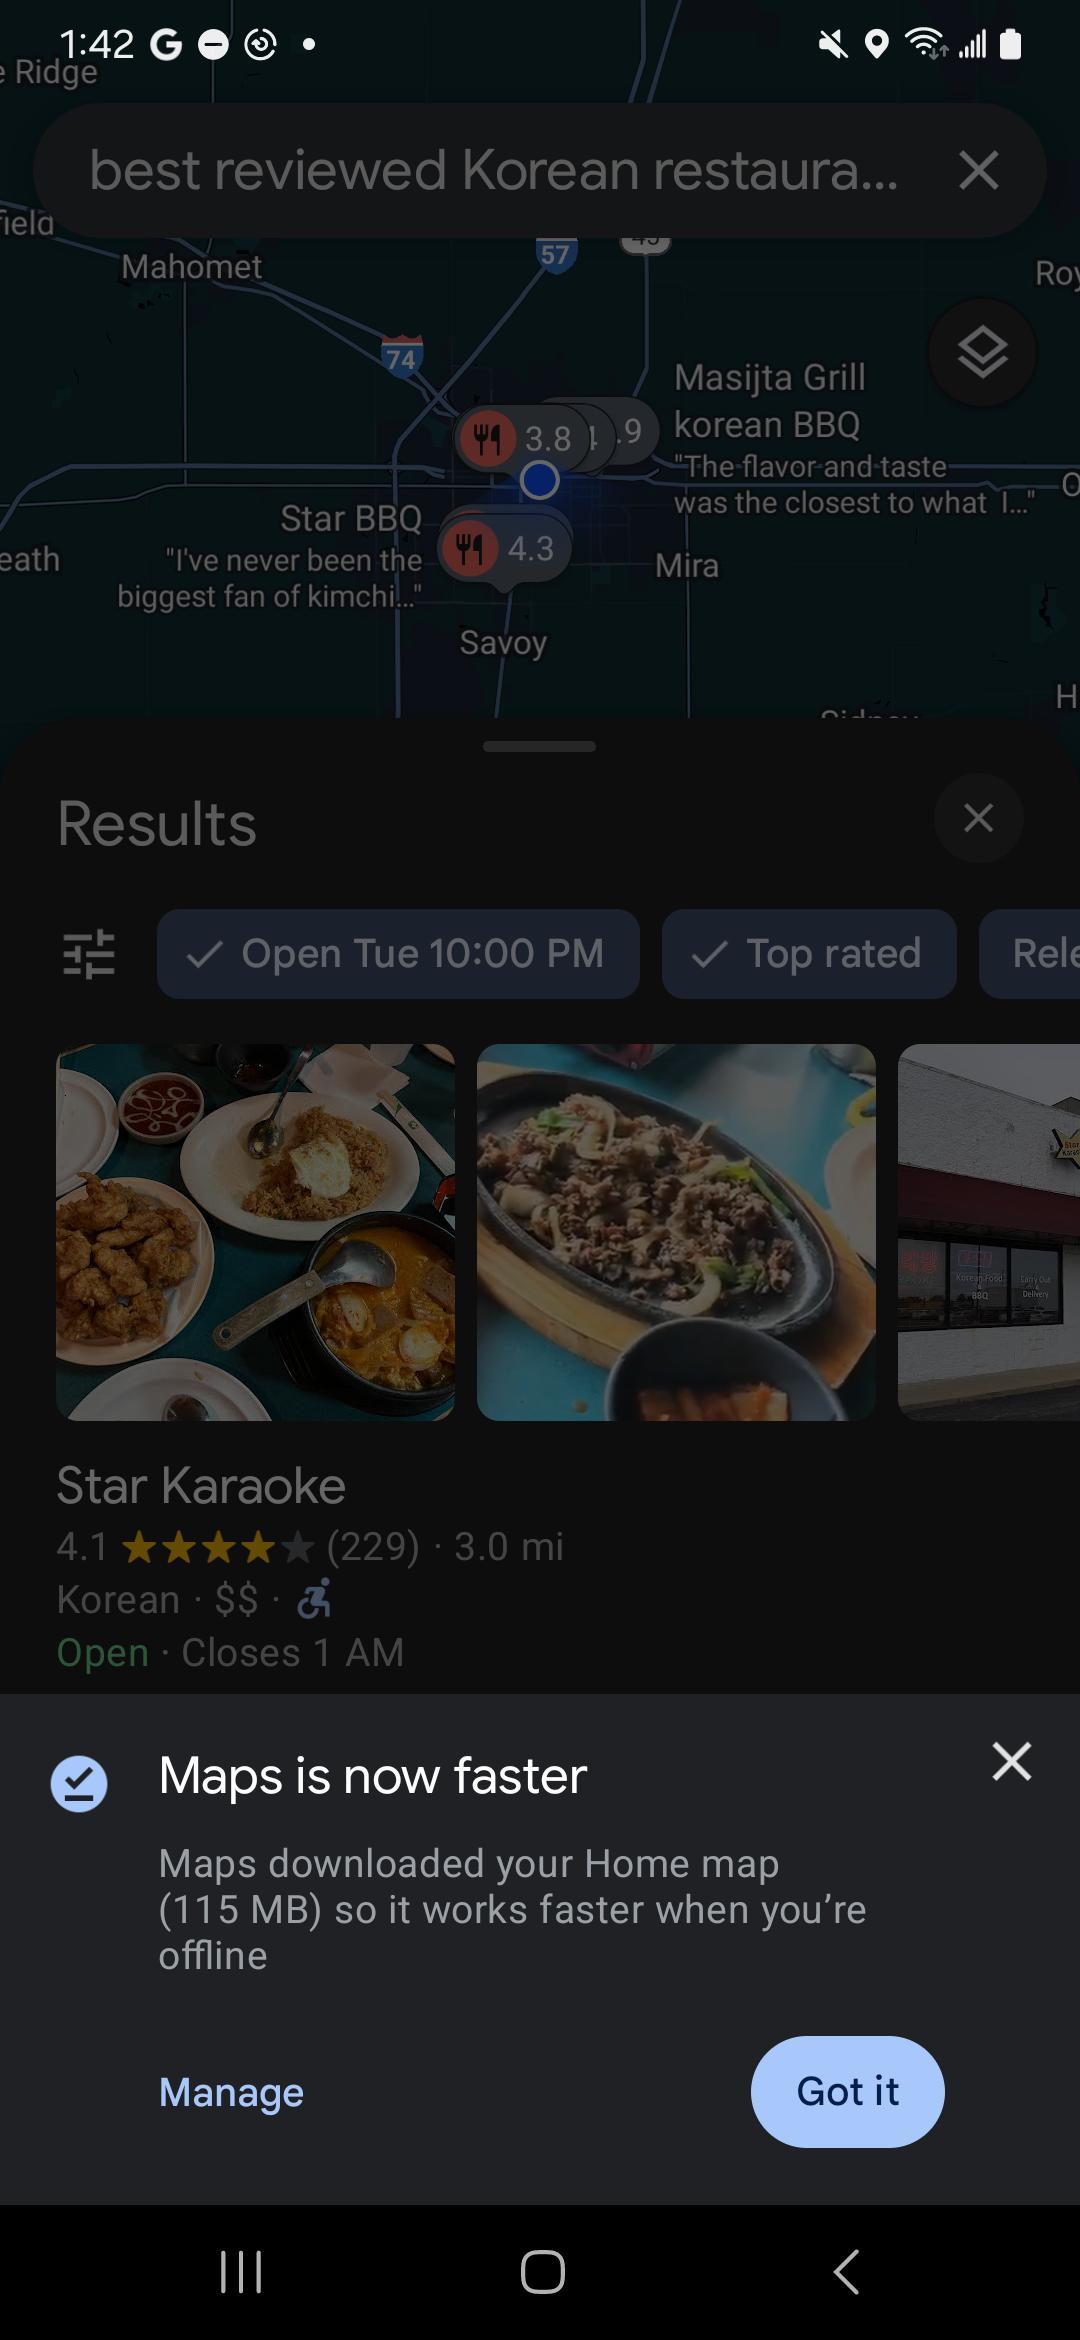 1:42
e Ridge
best reviewed Korean restaura...
field
Mahomet
57
45
Roy
74
Masijta Grill
korean BBQ
"The flavor and taste
was the closest to what I..."
3.8
4
.9
O
Star BBQ
"I've never been the
biggest fan of kimchi..."
4.3
eath
Mira
Savoy
H
Sidney
Results
Open Tue 10:00 PM
Top rated
Rele
Korean Food
BBQ
Carry Out
Delivery
Star Karaoke
4.1 (229) · 3.0 mi
Korean · $$ ·
Open · Closes 1 AM
Maps is now faster
Maps downloaded your Home map
(115 MB) so it works faster when you’re
offline
Manage
Got it